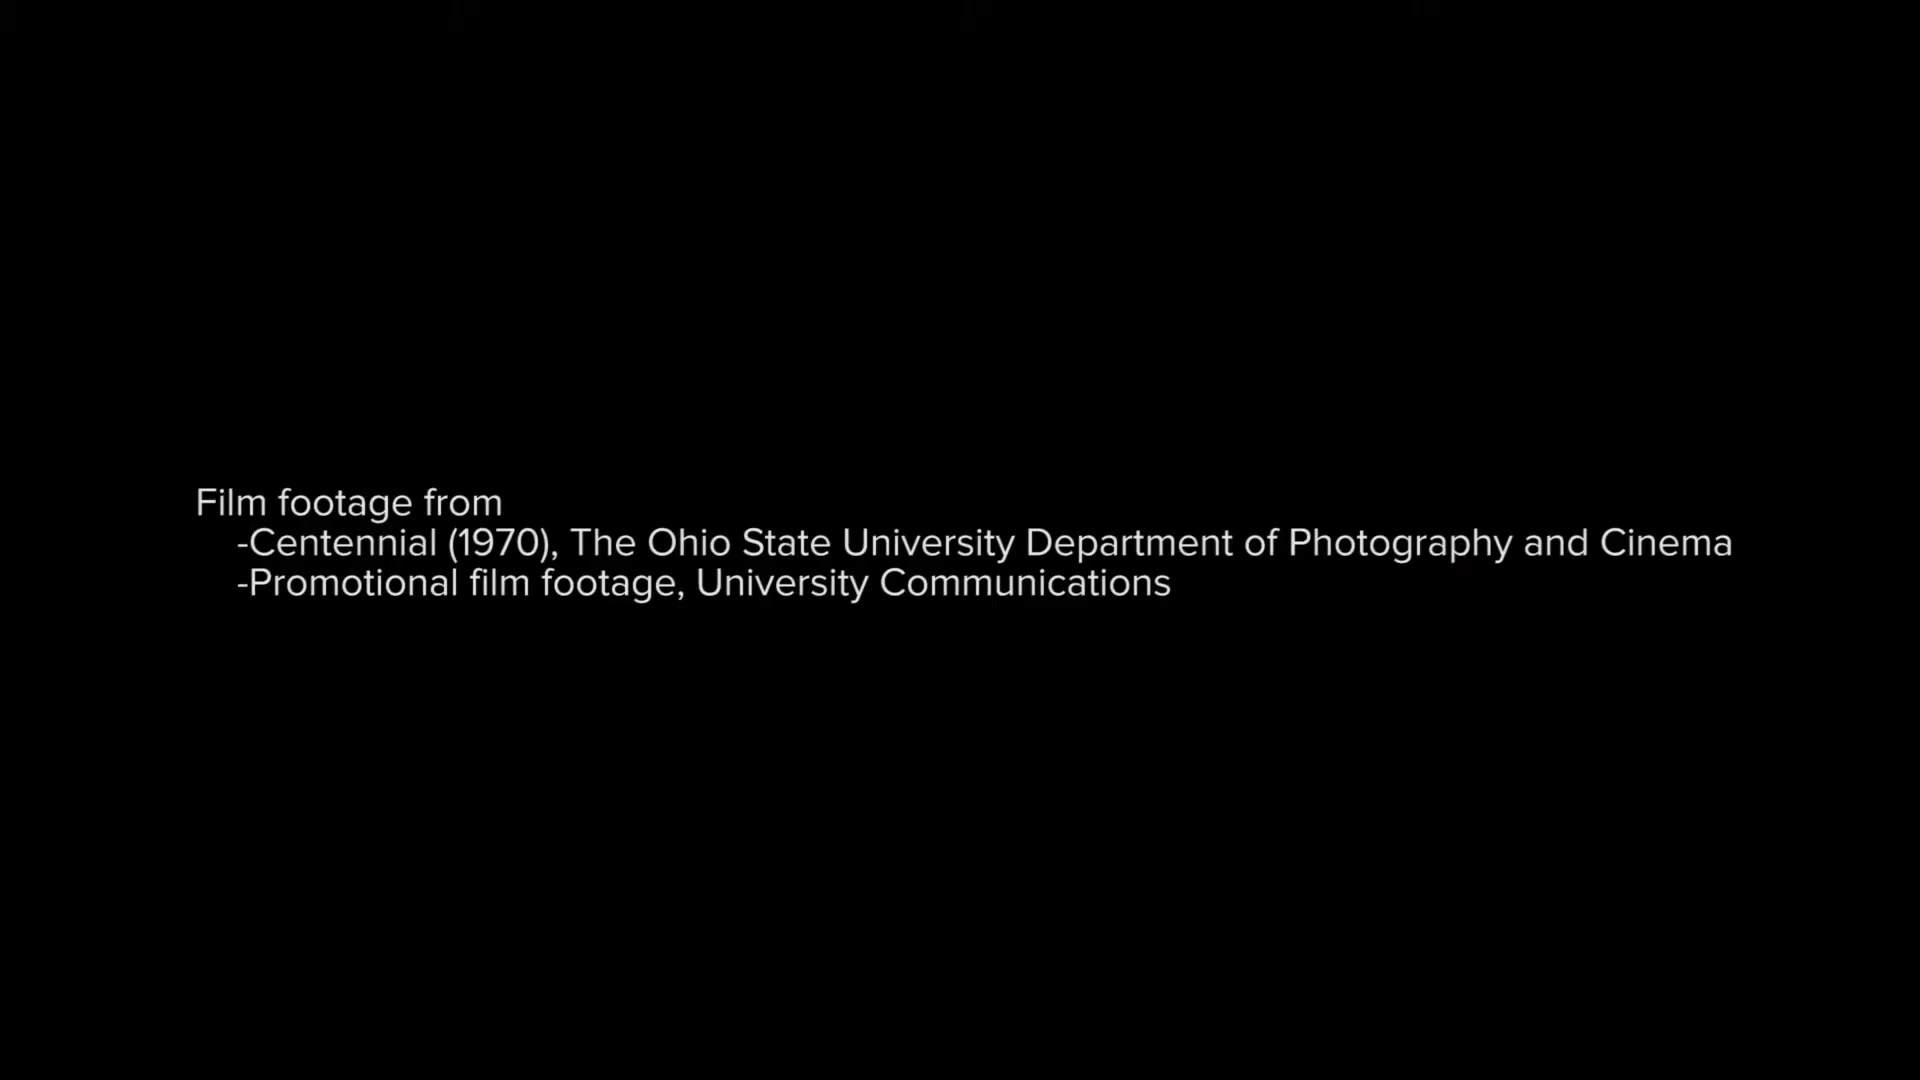 Film footage from
-Centennial (1970), The Ohio State University Department of Photography and Cinema
-Promotional film footage, University Communications